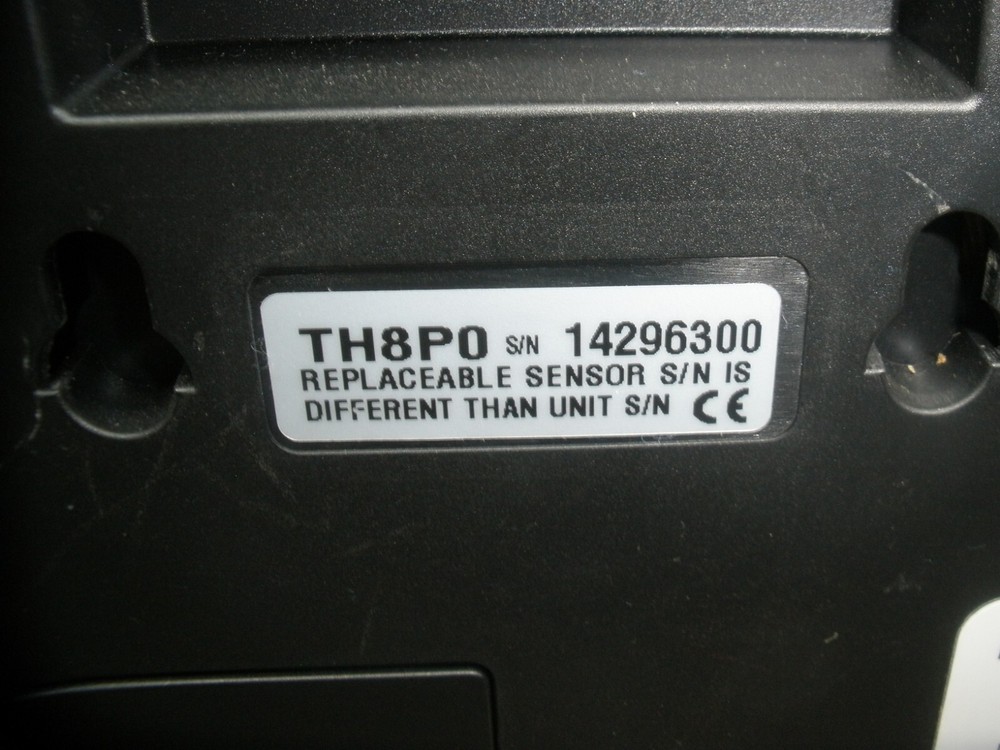 TH8P0 S/N 14296300
REPLACEABLE SENSOR S/N IS
DIFFERENT THAN UNIT S/N CE